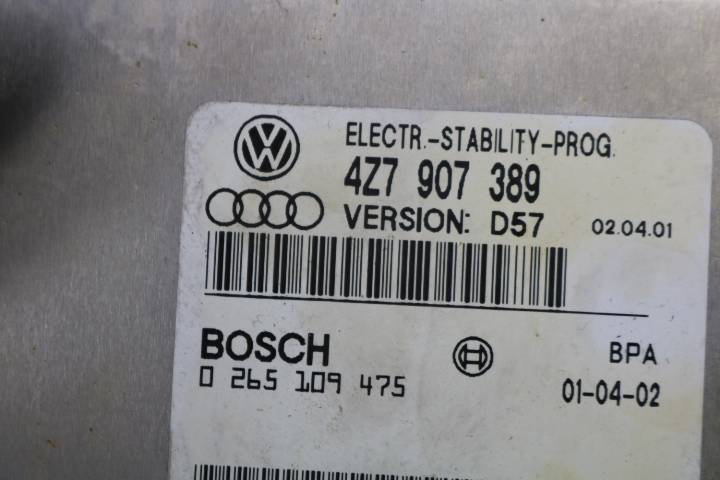 ELECTR.-STABILITY-PROG.
4Z7 907 389
VERSION: D57 02.04.01
BOSCH BPA
0 265 109 475 01-04-02